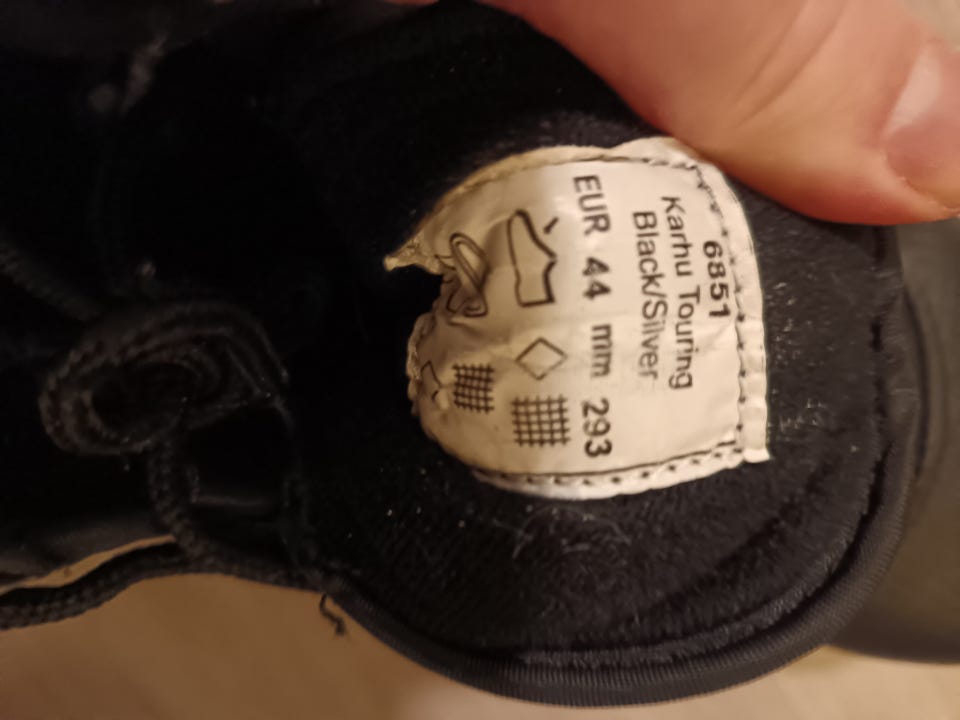 6851
Karhu Touring
Black/Silver
EUR 44 mm 293